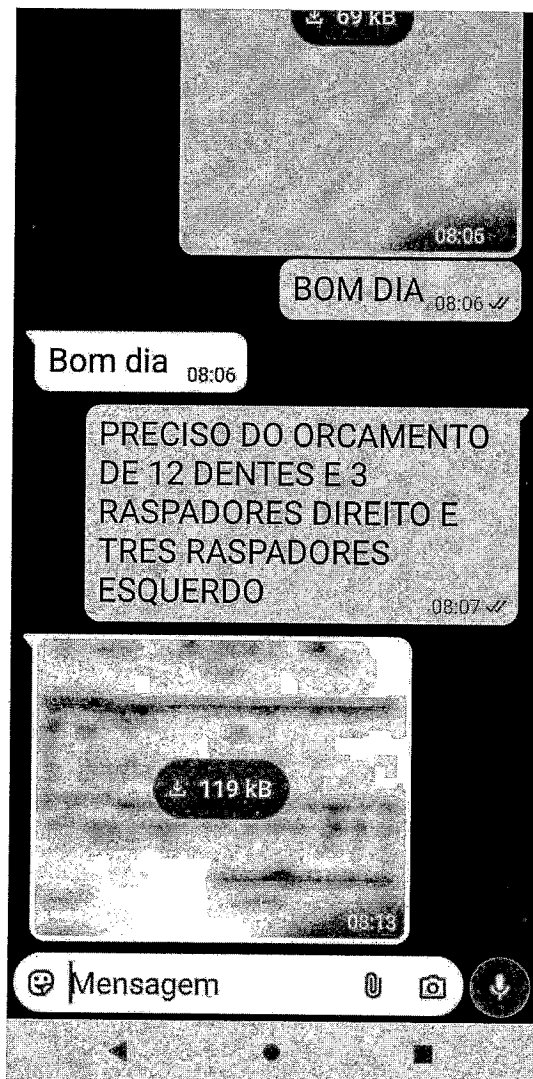 69 kB
08:06
BOM DIA 08:06
Bom dia 08:06
PRECISO DO ORCAMENTO
DE 12 DENTES E 3
RASPADORES DIREITO E
TRES RASPADORES
ESQUERDO
08:07
119 kB
08:13
Mensagem